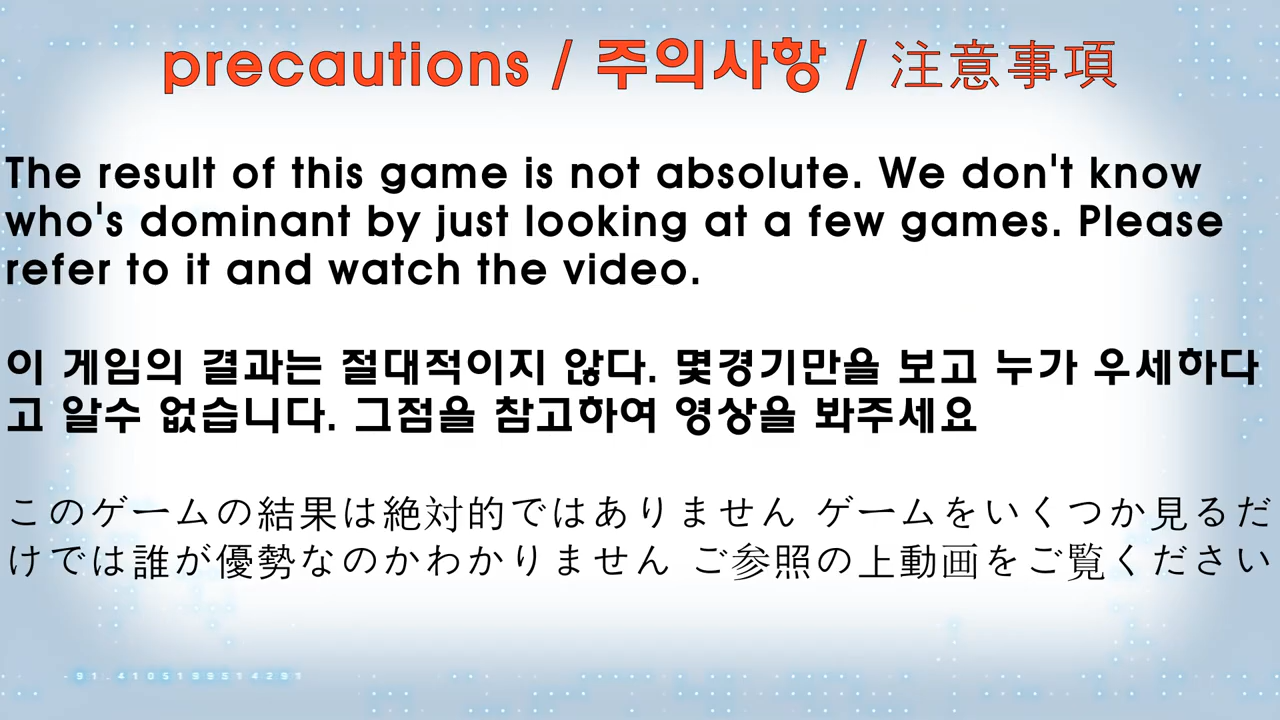 precautions / 주의사항 / 注意事項
The result of this game is not absolute. We don't know
who's dominant by just looking at a few games. Please
refer to it and watch the video.
이 게임의 결과는 절대적이지 않다. 몇경기만을 보고 누가 우세하다
고 알수 없습니다. 그점을 참고하여 영상을 봐주세요
このゲームの結果は絶対的ではありません ゲームをいくつか見るだ
けでは誰が優勢なのかわかりません ご参照の上動画をご覧ください
-91.4105199514291